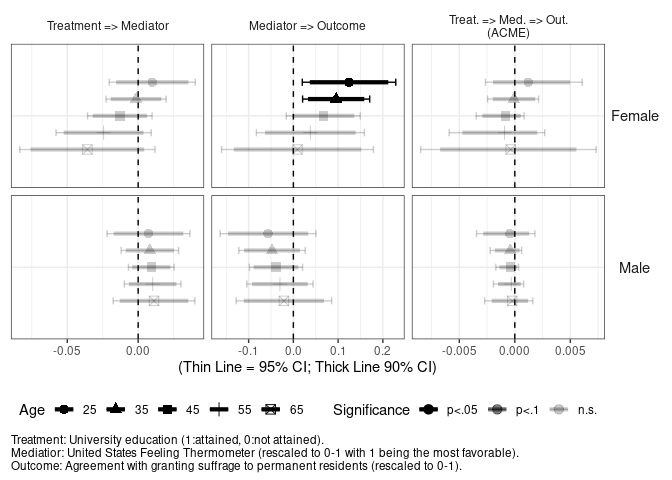 Treatment => Mediator
Mediator => Outcome
Treat. => Med. => Out.
(ACME)
Female
Male
-0.05 0.00
-0.1 0.0 0.1 0.2
-0.005 0.000 0.005
(Thin Line = 95% CI; Thick Line 90% CI)
Age 25 35 45 55 65 Significance p<.05 p<.1 n.s.
Treatment: University education (1:attained, 0:not attained).
Mediatior: United States Feeling Thermometer (rescaled to 0-1 with 1 being the most favorable).
Outcome: Agreement with granting suffrage to permanent residents (rescaled to 0-1).